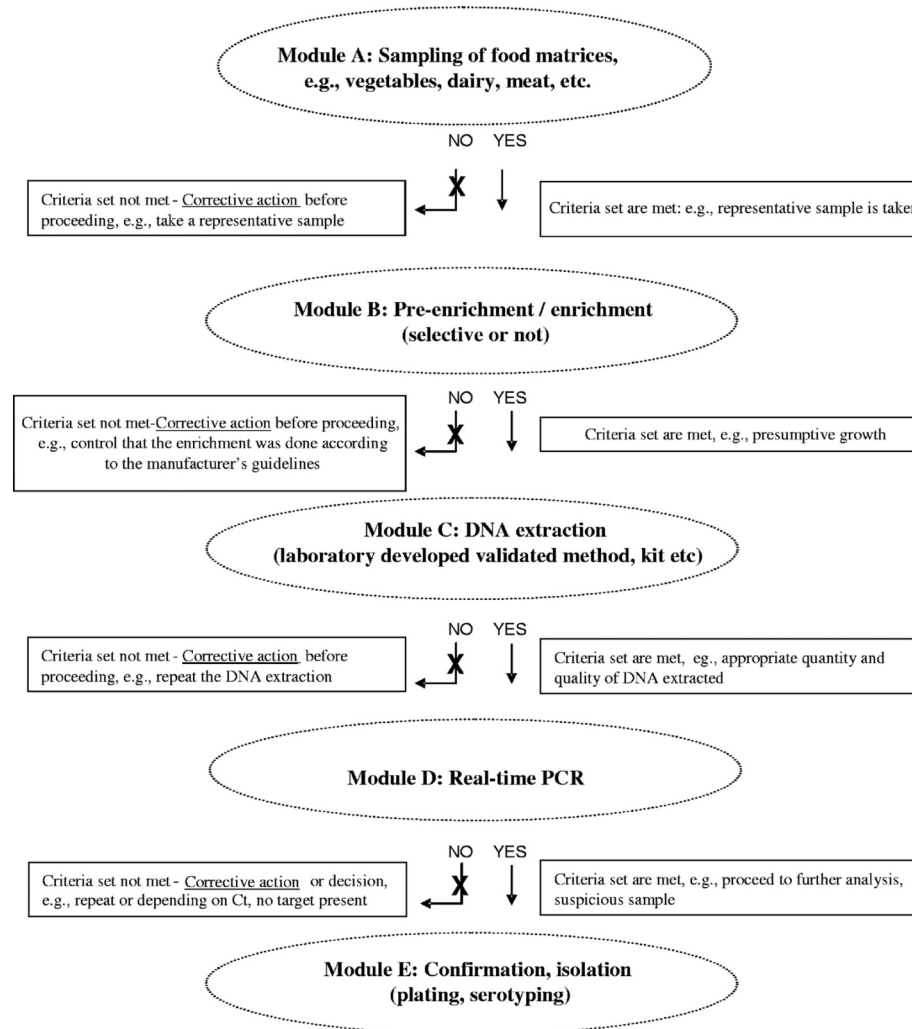 Module A: Sampling of food matrices,
e.g., vegetables, dairy, meat, etc.
NO YES
Criteria set not met - Corrective action before
proceeding, e.g., take a representative sample
X
Criteria set are met: e.g., representative sample is taken
Module B: Pre-enrichment / enrichment
(selective or not)
NO YES
Criteria set not met-Corrective action before proceeding,
e.g., control that the enrichment was done according
to the manufacturer's guidelines
X
Criteria set are met, e.g., presumptive growth
Module C: DNA extraction
(laboratory developed validated method, kit etc)
NO YES
Criteria set not met - Corrective action before
proceeding, e.g., repeat the DNA extraction
X
Criteria set are met, eg., appropriate quantity and
quality of DNA extracted
Module D: Real-time PCR
NO YES
Criteria set not met - Corrective action or decision,
e.g., repeat or depending on Ct, no target present
X
Criteria set are met, e.g., proceed to further analysis,
suspicious sample
Module E: Confirmation, isolation
(plating, serotyping)